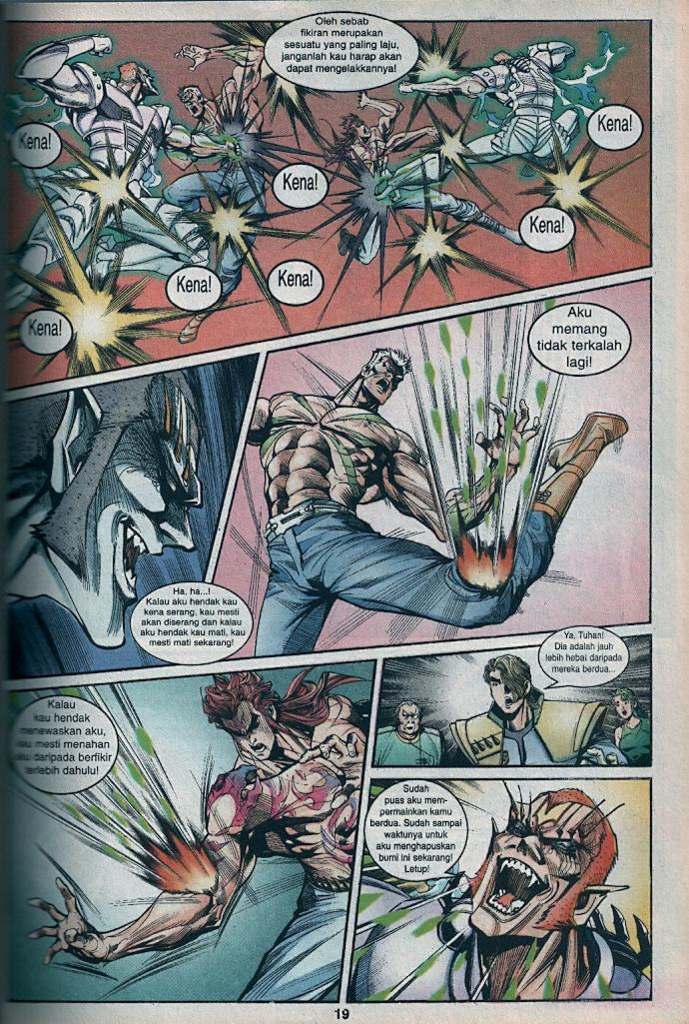 Oleh sebab
fikiran merupakan
sesuatu yang paling laju,
janganlah kau harap akan
dapat mengelakkannya!
Kena!
Kena!
Kena!
Kena!
Kena!
Kena!
Kena!
Aku
memang
tidak terkalah
lagi!
Ha, ha...!
Kalau aku hendak kau
kena serang, kau mesti
akan diserang dan kalau
aku hendak kau mati, kau
mesti mati sekarang!
Ya, Tuhan!
Dia adalah jauh
lebih hebat daripada
mereka berdua...
Kalau
kau hendak
menewaskan aku,
kau mesti menahan
aku daripada berfikir
terlebih dahulu!
Sudah
puas aku mem-
permainkan kamu
berdua. Sudah sampai
waktunya untuk
aku menghapuskan
bumi ini sekarang!
Letup!
19